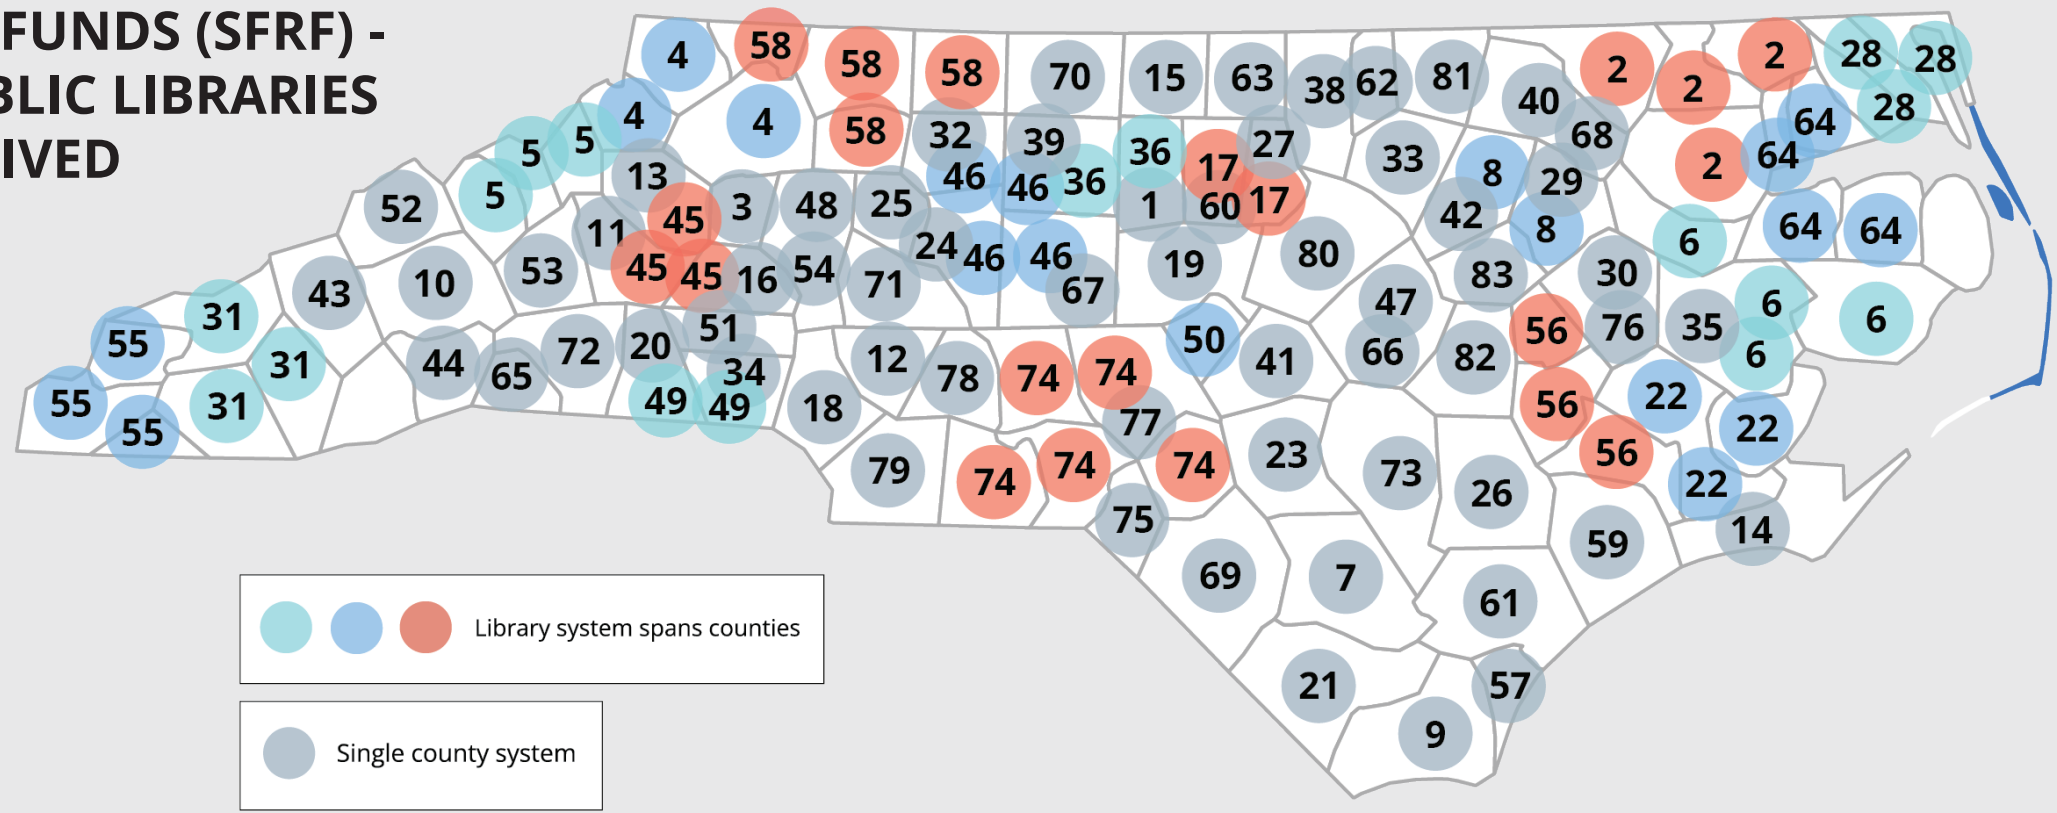 FUNDS (SFRF) -
BLIC LIBRARIES
IVED
4 58 58 58 70 15 63 38 62 81 40 2 2 2 28 28
5 5 4 4 58 32 39 36 17 27 33 8 68 64 28
5 13 46 46 36 17 29 2 64
52 11 45 3 48 25 1 60 42 8 6 64 64
43 10 53 45 45 16 54 71 24 46 46 67 19 80 47 83 30 6 6
55 31 31 44 65 72 20 51 34 12 78 74 74 50 41 66 82 56 76 35 6
55 55 31 49 49 18 77 23 56 22 22
79 74 74 74 75 73 26 56 22 14
69 7 59 61
21 57
9
Library system spans counties
Single county system